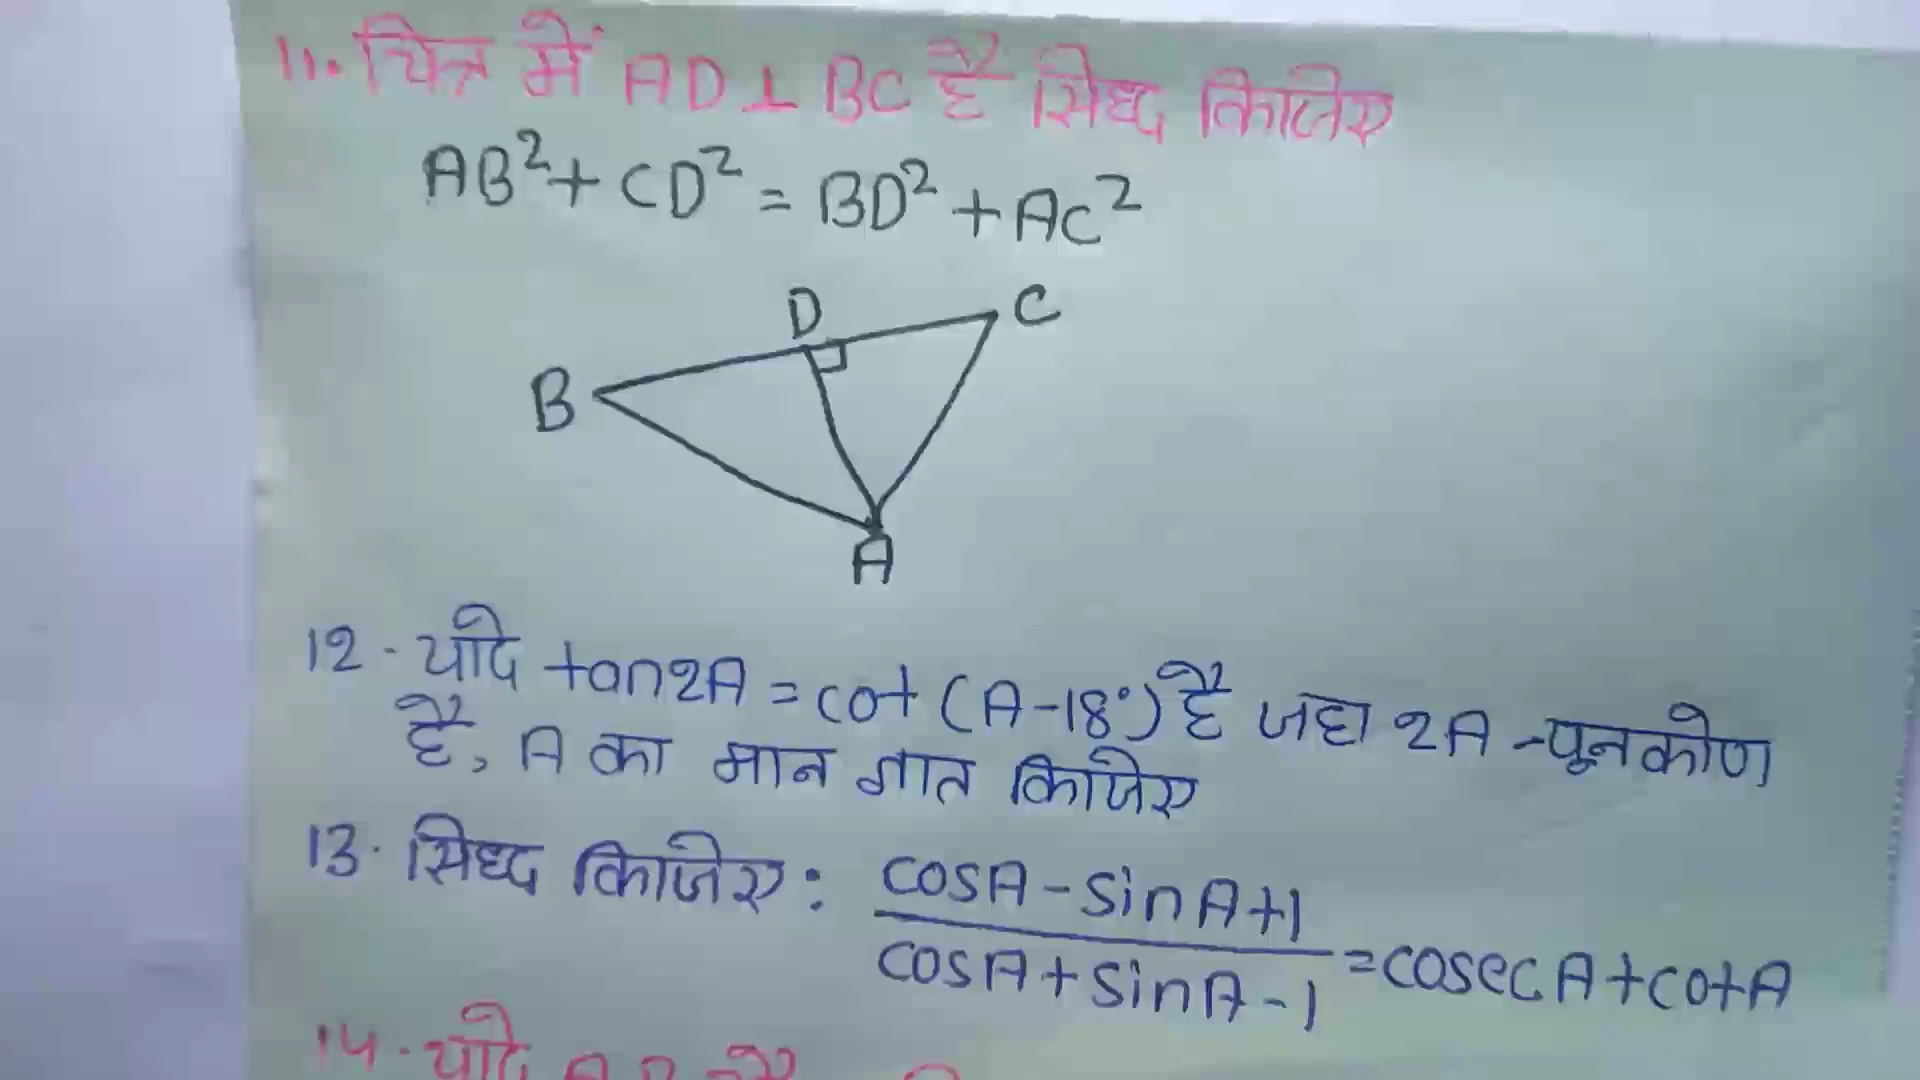 11. चित्र में AD ⊥ BC है सिध्द किजिए
AB² + CD² = BD² + AC²
D
C
B
A
12. यदि tan2A = cot (A-18°) है जहा 2A न्यूनकोण
है, A का मान ज्ञात किजिए
13. सिध्द किजिए: cosA - sinA+1
cosA + sinA - 1 = cosecA + cotA
14. यदि